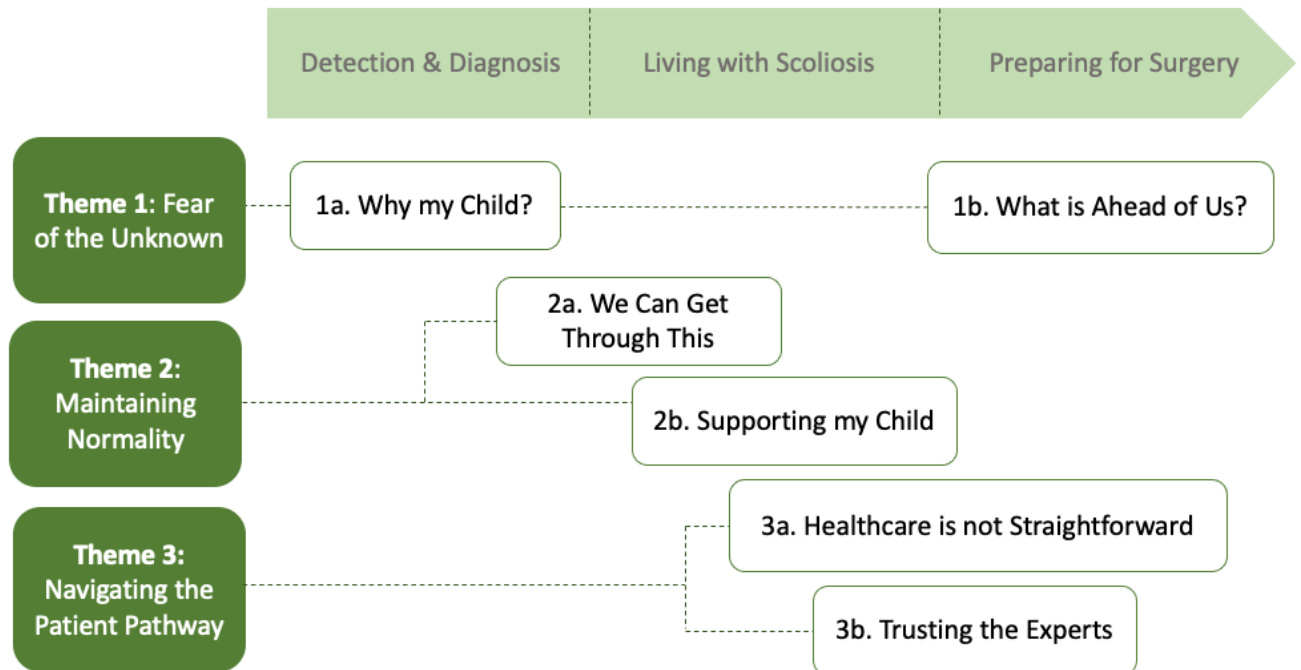 Detection & Diagnosis
Living with Scoliosis
Preparing for Surgery
Theme 1: Fear
of the Unknown
1a. Why my Child?
1b. What is Ahead of Us?
Theme 2:
Maintaining
Normality
2a. We Can Get
Through This
2b. Supporting my Child
Theme 3:
Navigating the
Patient Pathway
3a. Healthcare is not Straightforward
3b. Trusting the Experts